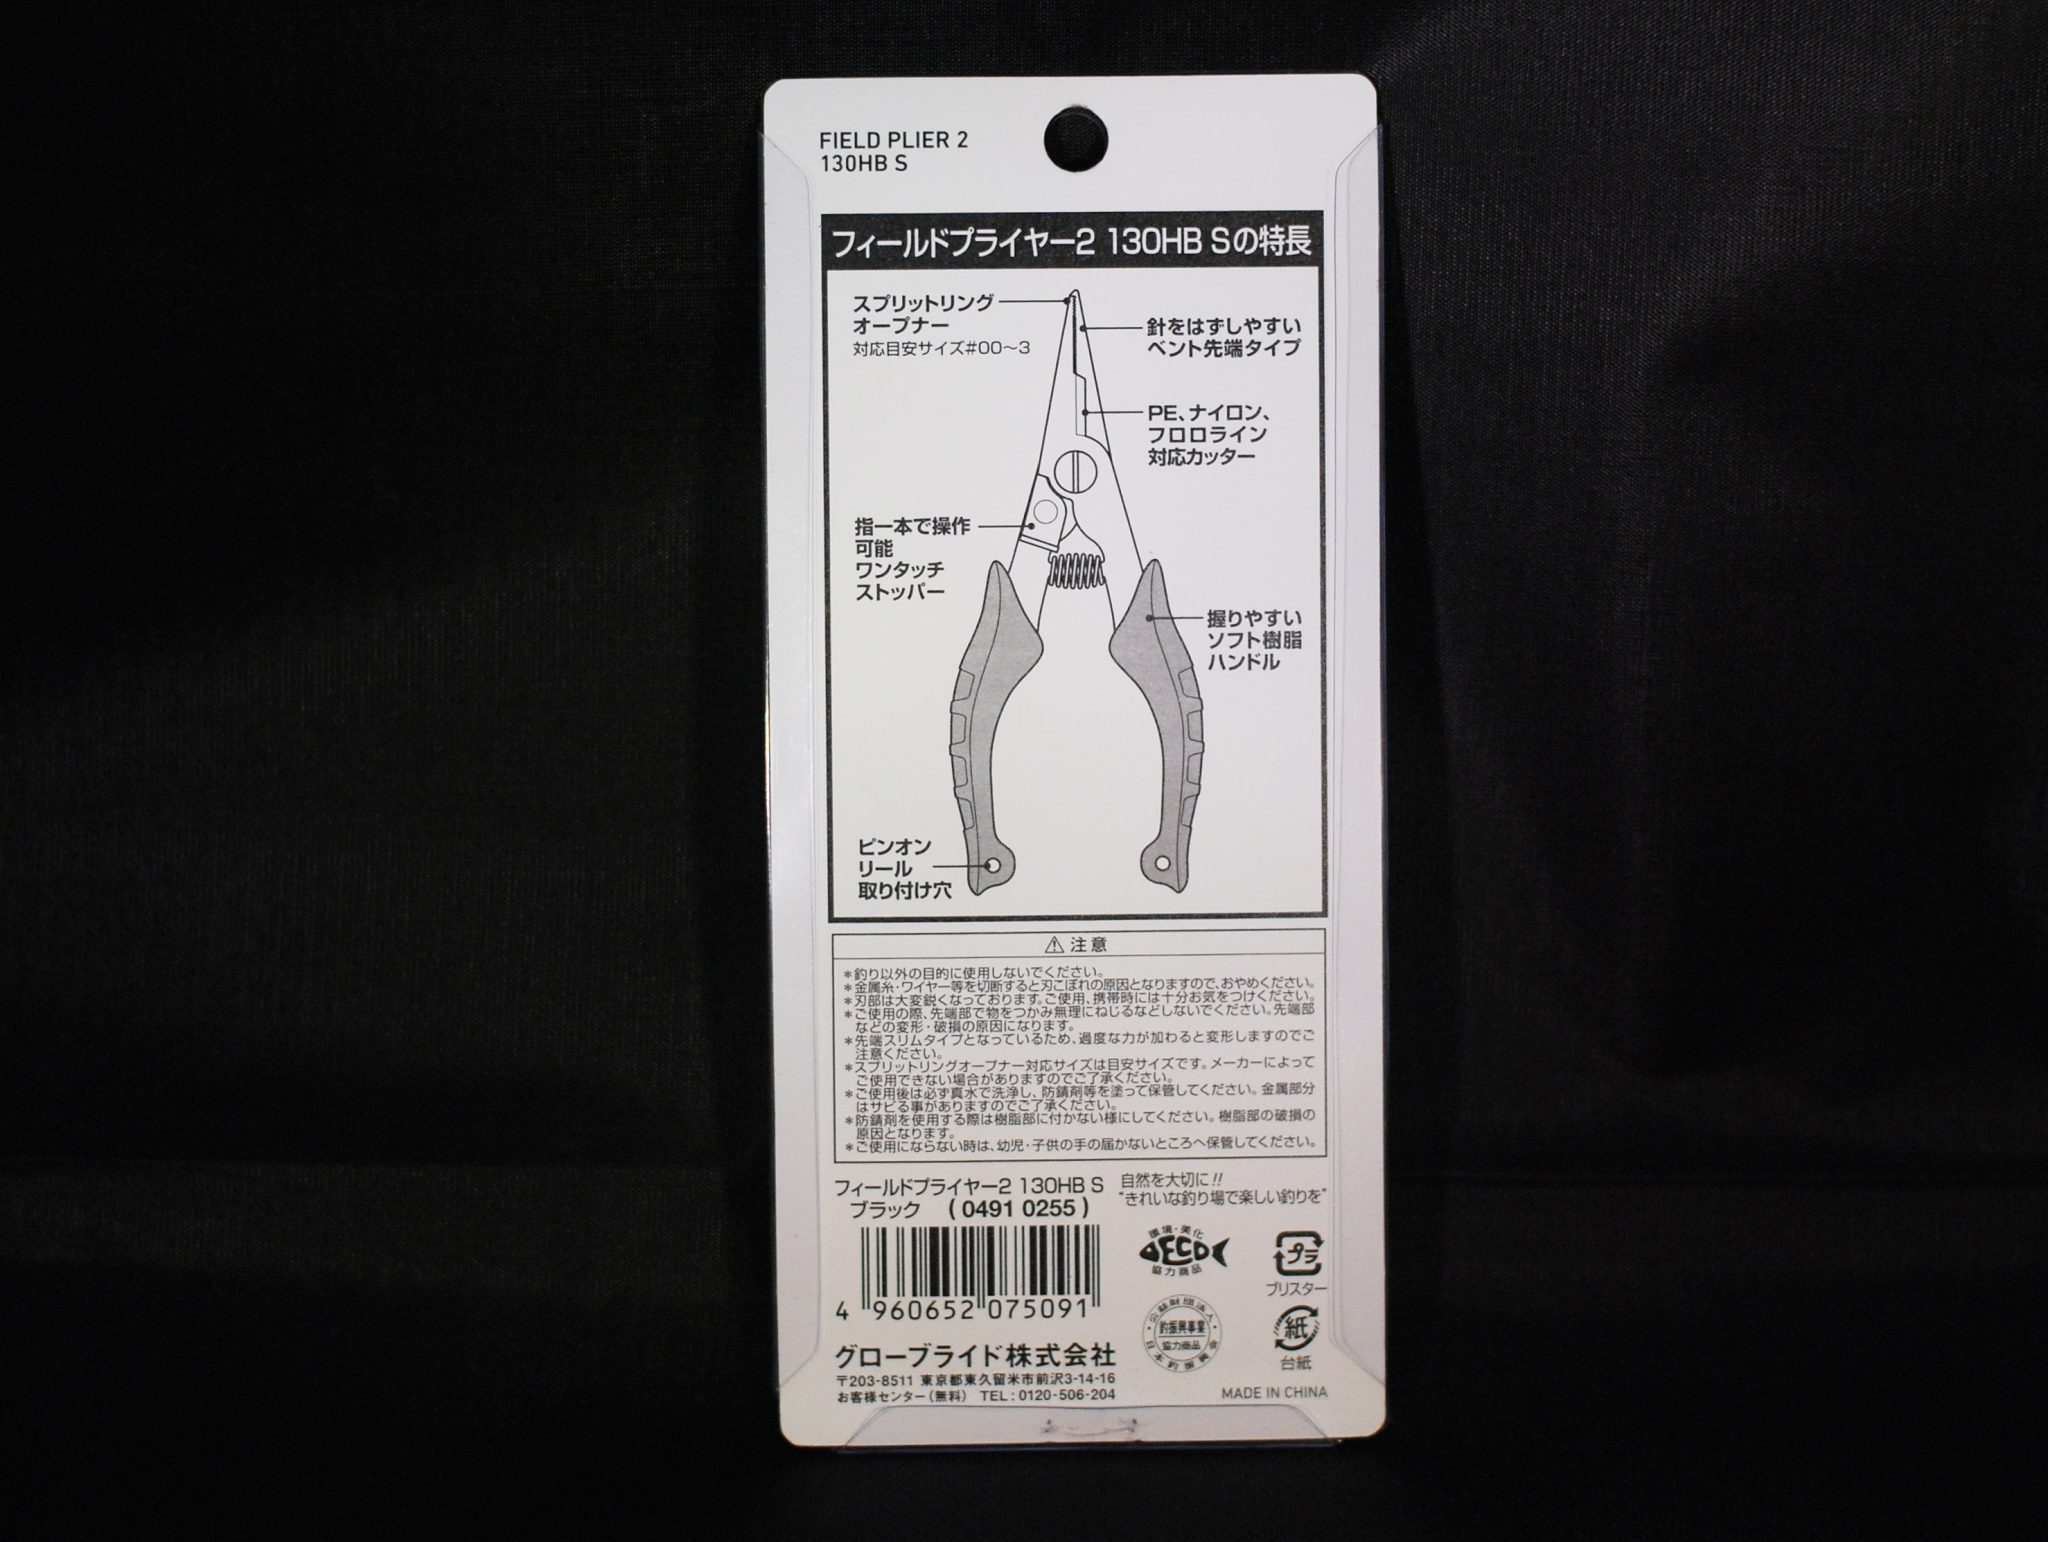 FIELD PLIER 2
130HB S
フィールドプライヤー2 130HB Sの特長
スプリットリング
オープナー
対応目安サイズ#00〜3
針をはずしやすい
ベント先端タイプ
PE、ナイロン、
フロロライン
対応カッター
指一本で操作
可能
ワンタッチ
ストッパー
握りやすい
ソフト樹脂
ハンドル
ピンオン
リール
取り付け穴
⚠注意
＊釣り以外の目的に使用しないでください。
＊金属糸・ワイヤー等を切断すると刃こぼれの原因となりますので、おやめください。
＊刃部は大変鋭くなっております。ご使用、携帯時には十分お気をつけください。
＊ご使用の際、先端部で物をつかみ無理にねじるなどしないでください。先端部
などの変形・破損の原因になります。
＊先端スリムタイプとなっているため、過度な力が加わると変形しますのでご
注意ください。
＊スプリットリングオープナー対応サイズは目安サイズです。メーカーによって
ご使用できない場合がありますのでご了承ください。
＊ご使用後は必ず真水で洗浄し、防錆剤等を塗って保管してください。金属部分
はサビる事がありますのでご了承ください。
＊防錆剤を使用する際は樹脂部に付かない様にしてください。樹脂部の破損の
原因となります。
＊ご使用にならない時は、幼児・子供の手の届かないところへ保管してください。
フィールドプライヤー2 130HB S
ブラック (0491 0255)
自然を大切に!!
"きれいな釣り場で楽しい釣りを"
環境・美化
ECO
協力商品
プラ
ブリスター
4 960652 075091
公益財団法人
釣振興事業
協力商品
日本釣振興会
紙
台紙
グローブライド株式会社
〒203-8511 東京都東久留米市前沢3-14-16
お客様センター(無料) TEL:0120-506-204
MADE IN CHINA